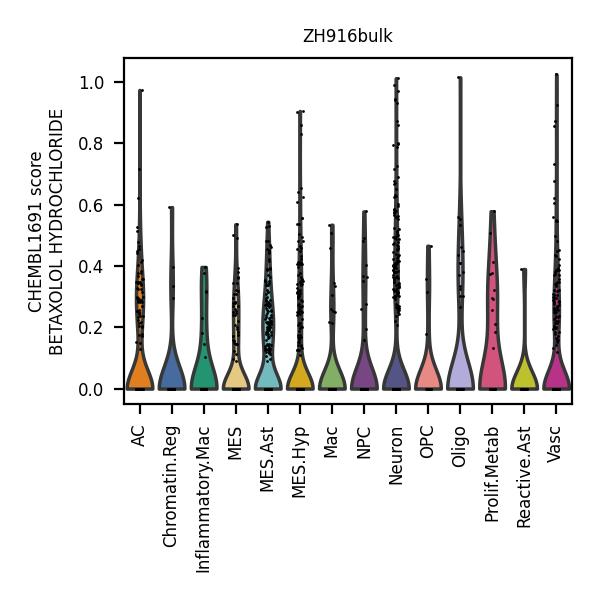 ZH916bulk
CHEMBL1691 score
BETAXOLOL HYDROCHLORIDE
1.0
0.8
0.6
0.4
0.2
0.0
AC
Chromatin.Reg
Inflammatory.Mac
MES
MES.Ast
MES.Hyp
Mac
NPC
Neuron
OPC
Oligo
Prolif.Metab
Reactive.Ast
Vasc